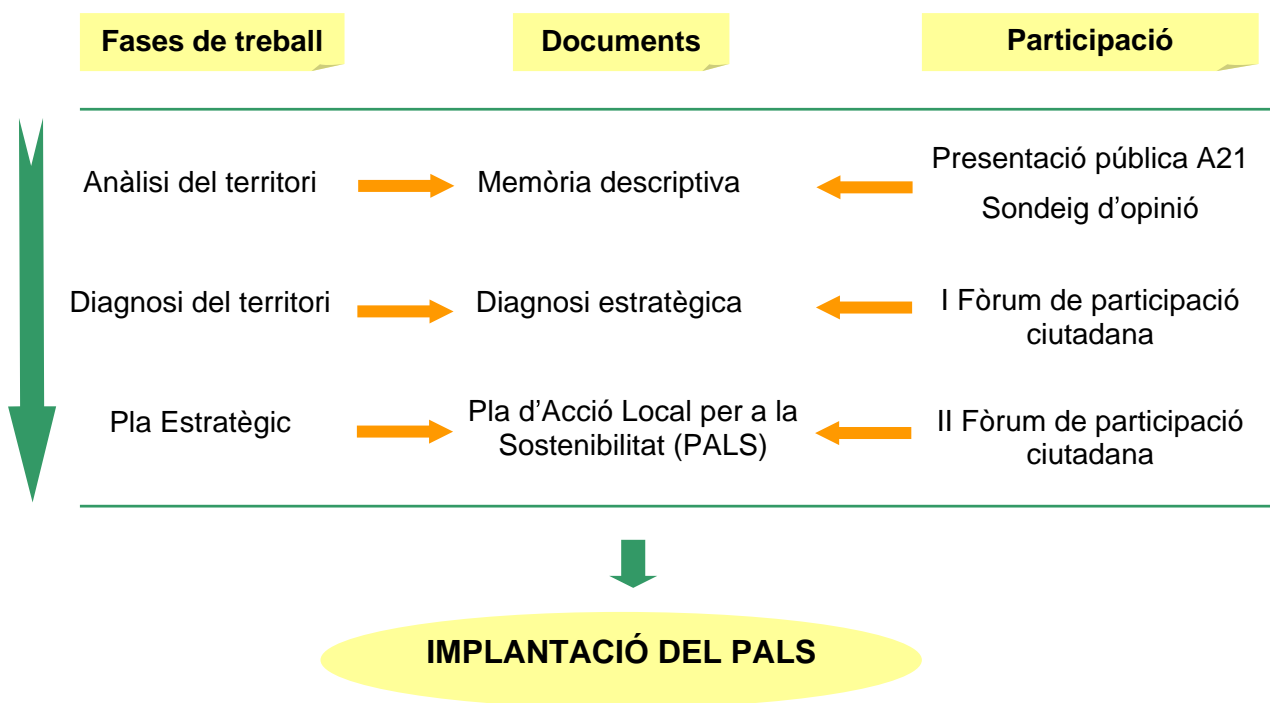 Fases de treball
Documents
Participació
Anàlisi del territori
Memòria descriptiva
Presentació pública A21
Sondeig d’opinió
Diagnosi del territori
Diagnosi estratègica
I Fòrum de participació
ciutadana
Pla Estratègic
Pla d’Acció Local per a la
Sostenibilitat (PALS)
II Fòrum de participació
ciutadana
IMPLANTACIÓ DEL PALS